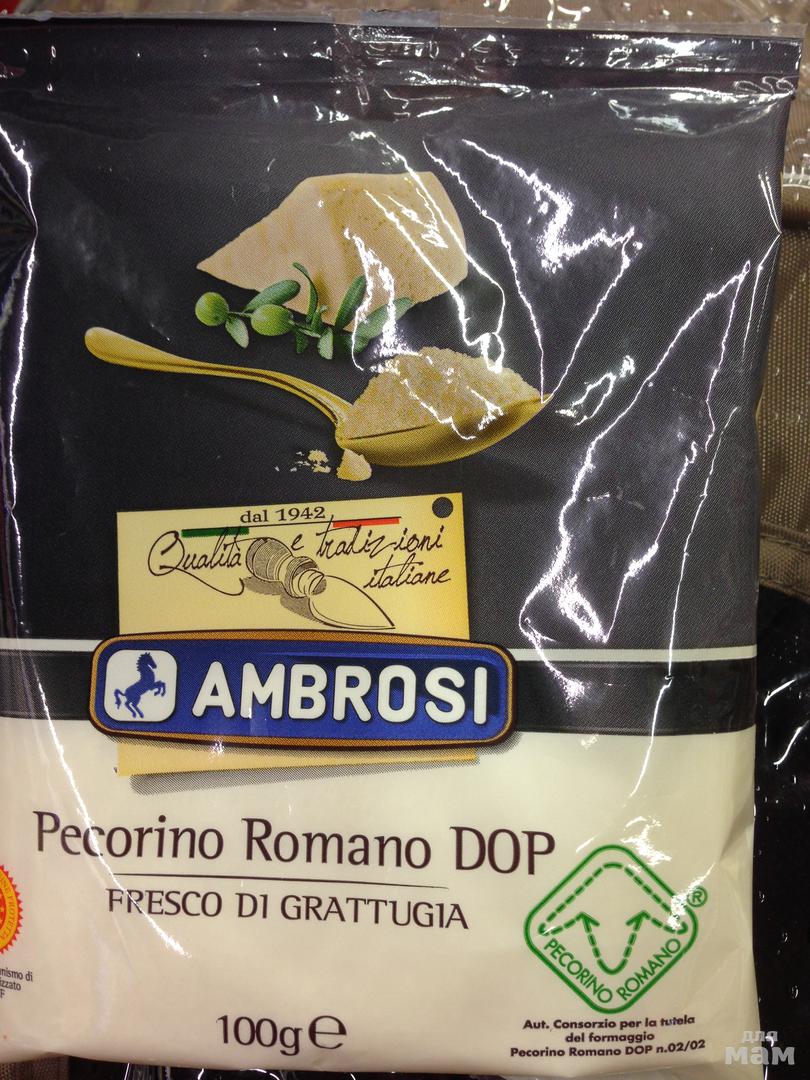 dal 1942
Qualità e tradizioni
italiane
AMBROSI
Pecorino Romano DOP
FRESCO DI GRATTUGIA
100g e
PECORINO ROMANO
®
Aut. Consorzio per la tutela
del formaggio
Pecorino Romano DOP n.02/02
для
мам